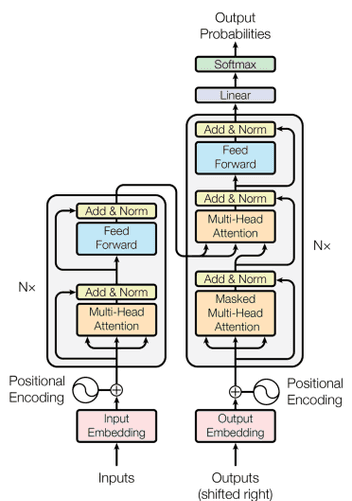 Output
Probabilities
Softmax
Linear
Add & Norm
Feed
Forward
Add & Norm
Multi-Head
Attention
Add & Norm
Masked
Multi-Head
Attention
N×
Add & Norm
Feed
Forward
Add & Norm
Multi-Head
Attention
N×
Positional
Encoding
Positional
Encoding
Input
Embedding
Output
Embedding
Inputs
Outputs
(shifted right)